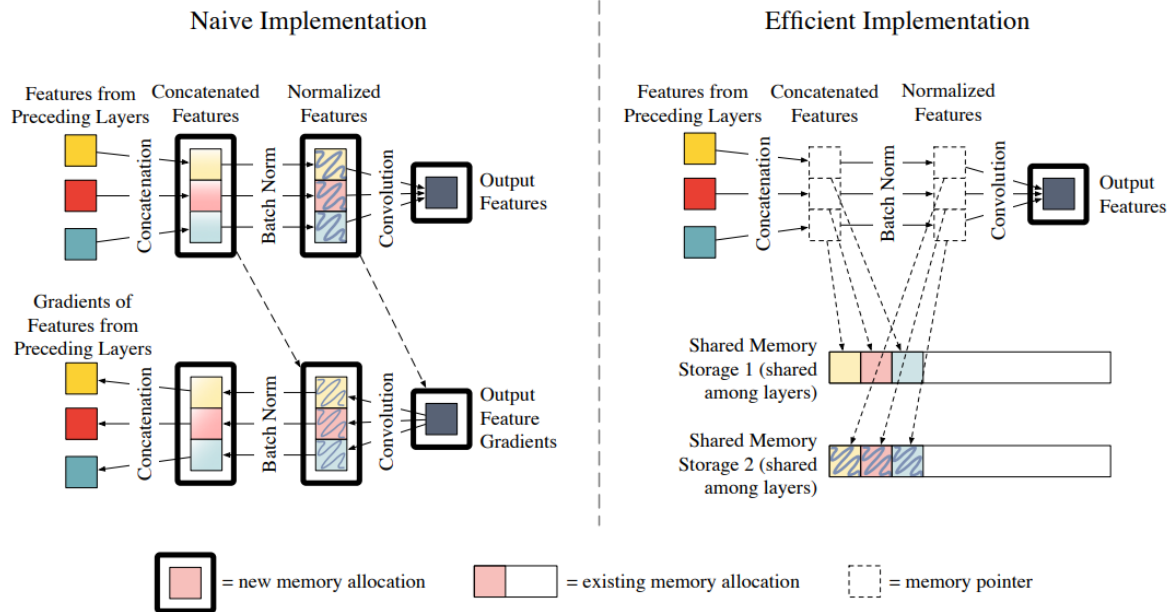 Naive Implementation
Features from
Preceding Layers
Concatenated
Features
Normalized
Features
Concatenation
Batch Norm
Convolution
Output
Features
Gradients of
Features from
Preceding Layers
Concatenation
Batch Norm
Convolution
Output
Feature
Gradients
Efficient Implementation
Features from
Preceding Layers
Concatenated
Features
Normalized
Features
Concatenation
Batch Norm
Convolution
Output
Features
Shared Memory
Storage 1 (shared
among layers)
Shared Memory
Storage 2 (shared
among layers)
= new memory allocation
= existing memory allocation
= memory pointer